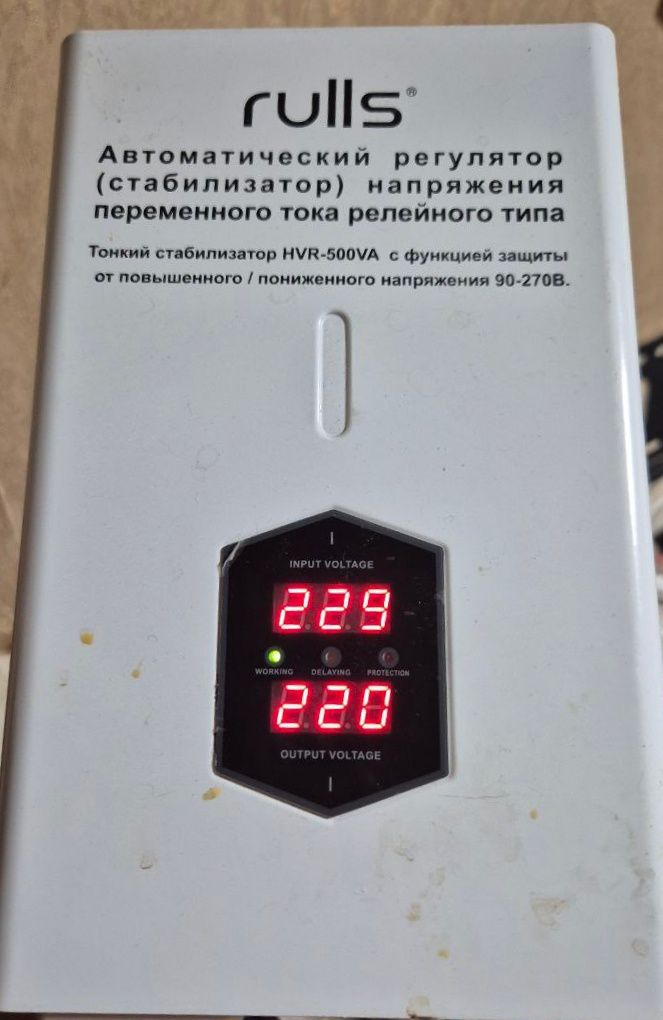 rulls®
Автоматический регулятор
(стабилизатор) напряжения
переменного тока релейного типа
Тонкий стабилизатор HVR-500VA с функцией защиты
от повышенного / пониженного напряжения 90-270В.
INPUT VOLTAGE
229
WORKING DELAYING PROTECTION
220
OUTPUT VOLTAGE